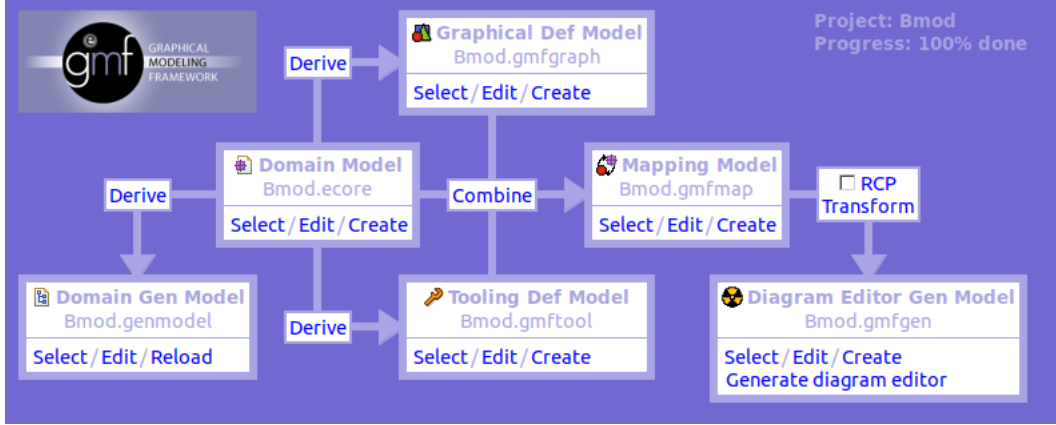 e
gmf
GRAPHICAL
MODELING
FRAMEWORK
Project: Bmod
Progress: 100% done
Graphical Def Model
Bmod.gmfgraph
Select/Edit/Create
Derive
Domain Model
Bmod.ecore
Select/Edit/Create
Derive
Combine
Mapping Model
Bmod.gmfmap
Select/Edit/Create
RCP
Transform
Domain Gen Model
Bmod.genmodel
Select/Edit/Reload
Derive
Tooling Def Model
Bmod.gmftool
Select/Edit/Create
Diagram Editor Gen Model
Bmod.gmfgen
Select/Edit/Create
Generate diagram editor